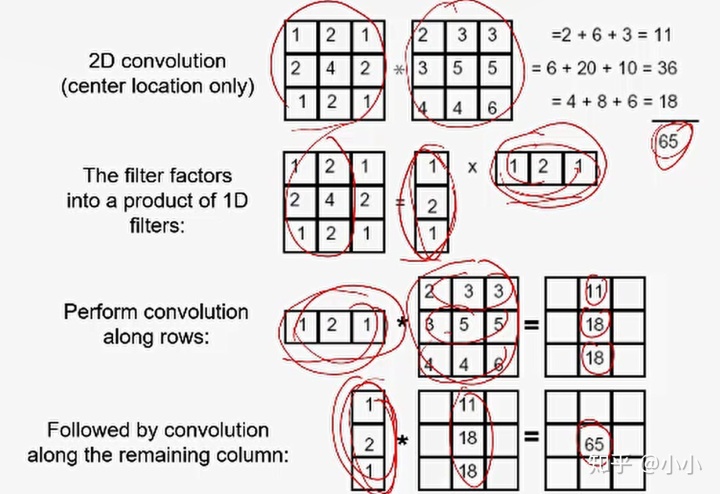 2D convolution
(center location only)
1 2 1
2 4 2
1 2 1
*
2 3 3
3 5 5
4 4 6
=2 + 6 + 3 = 11
= 6 + 20 + 10 = 36
= 4 + 8 + 6 = 18
65
The filter factors
into a product of 1D
filters:
1 2 1
2 4 2
1 2 1
=
1
2
1
x
1 2 1
Perform convolution
along rows:
1 2 1
*
2 3 3
3 5 5
4 4 6
=
11
18
18
Followed by convolution
along the remaining column:
1
2
1
*
11
18
18
=
65
知乎 @小小